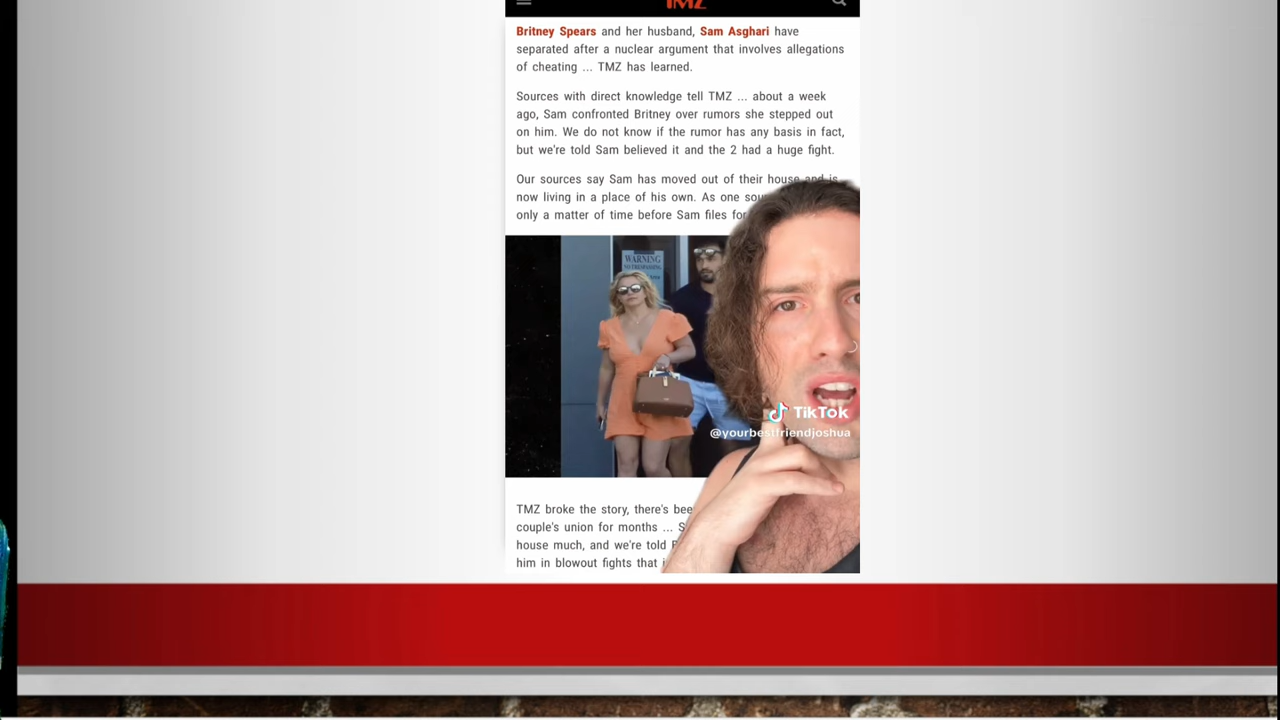 TMZ
Britney Spears and her husband, Sam Asghari have
separated after a nuclear argument that involves allegations
of cheating ... TMZ has learned.
Sources with direct knowledge tell TMZ ... about a week
ago, Sam confronted Britney over rumors she stepped out
on him. We do not know if the rumor has any basis in fact,
but we're told Sam believed it and the 2 had a huge fight.
Our sources say Sam has moved out of their house and is
now living in a place of his own. As one
only a matter of time before Sam files for
WARNING
NO TRESPASSING
TikTok
@yourbestfriendjoshua
TMZ broke the story, there's
couple's union for months ...
house much, and we're told
him in blowout fights that